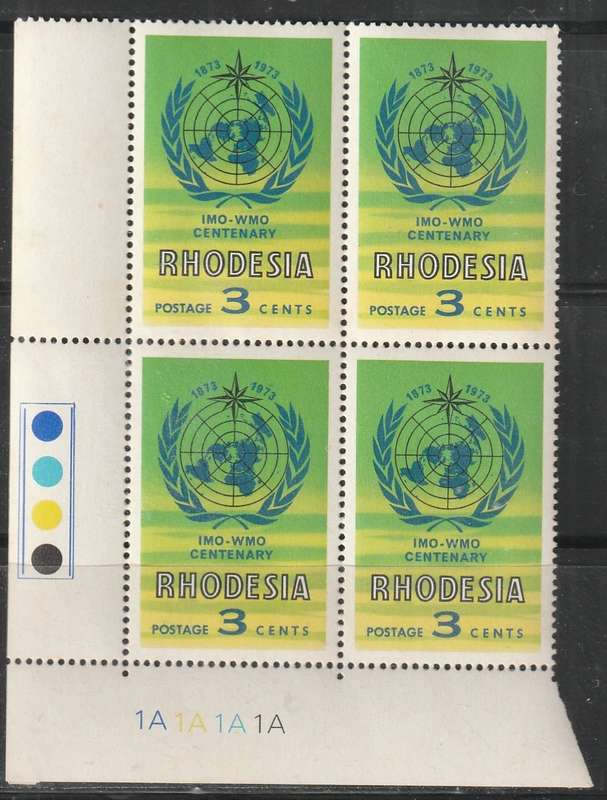 1873 1973
IMO-WMO
CENTENARY
RHODESIA
POSTAGE 3 CENTS
1873 1973
IMO-WMO
CENTENARY
RHODESIA
POSTAGE 3 CENTS
1873 1973
IMO-WMO
CENTENARY
RHODESIA
POSTAGE 3 CENTS
1873 1973
IMO-WMO
CENTENARY
RHODESIA
POSTAGE 3 CENTS
1A 1A 1A 1A